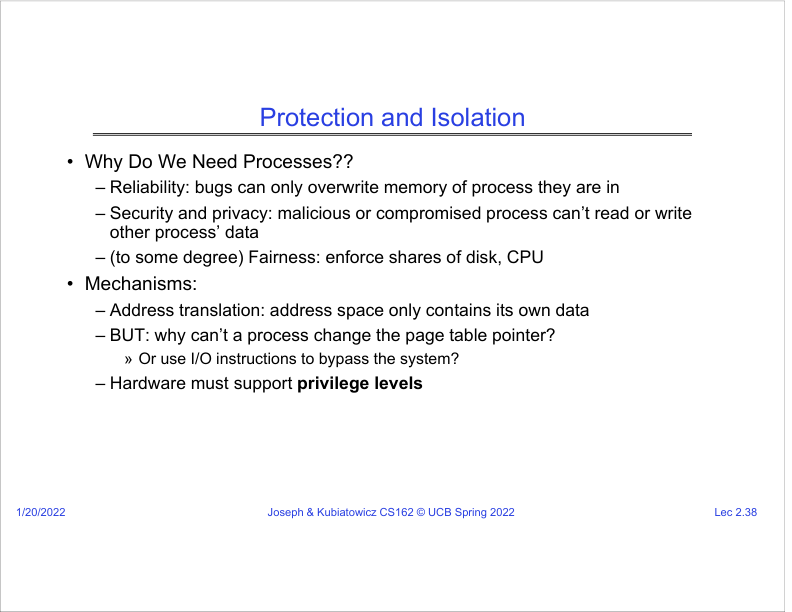 Protection and Isolation
• Why Do We Need Processes??
– Reliability: bugs can only overwrite memory of process they are in
– Security and privacy: malicious or compromised process can’t read or write
other process’ data
– (to some degree) Fairness: enforce shares of disk, CPU
• Mechanisms:
– Address translation: address space only contains its own data
– BUT: why can’t a process change the page table pointer?
» Or use I/O instructions to bypass the system?
– Hardware must support privilege levels
1/20/2022
Joseph & Kubiatowicz CS162 © UCB Spring 2022
Lec 2.38